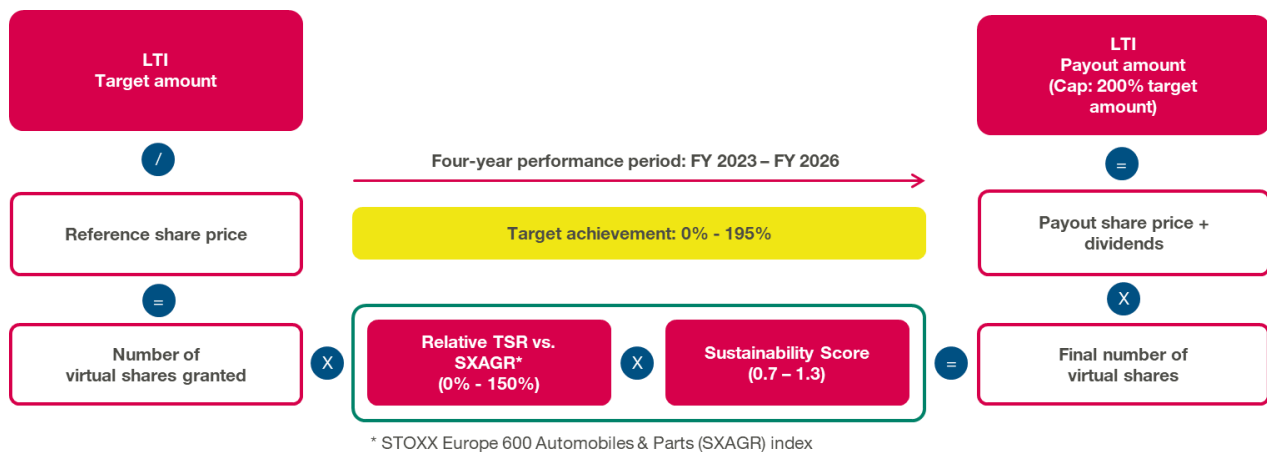 LTI
Target amount
/
Reference share price
=
Number of
virtual shares granted
X
Four-year performance period: FY 2023 – FY 2026
Target achievement: 0% - 195%
Relative TSR vs.
SXAGR*
(0% - 150%)
X
Sustainability Score
(0.7 – 1.3)
* STOXX Europe 600 Automobiles & Parts (SXAGR) index
=
LTI
Payout amount
(Cap: 200% target
amount)
=
Payout share price +
dividends
X
Final number of
virtual shares